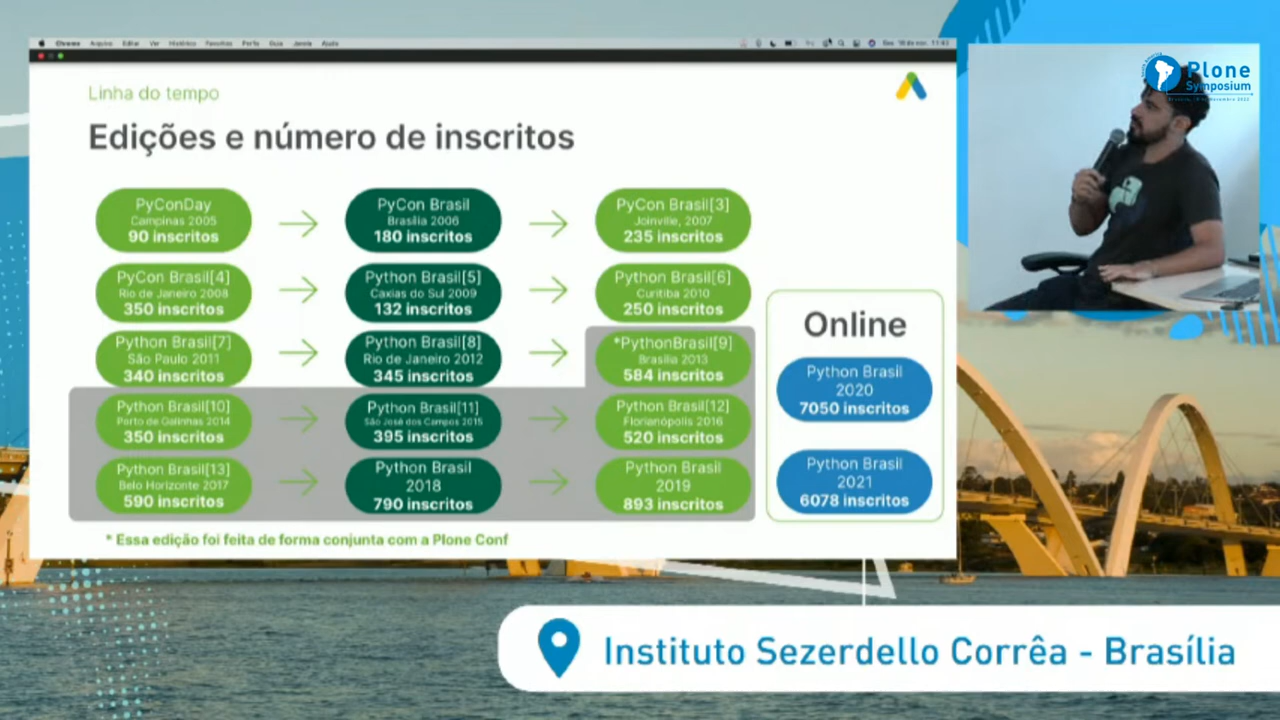 Chrome Arquivo Editar Ver Histórico Favoritos Perfis Guia Janela Ajuda
Linha do tempo
Edições e número de inscritos
PyConDay
Campinas 2005
90 inscritos
PyCon Brasil
Brasília 2006
180 inscritos
PyCon Brasil[3]
Joinville, 2007
235 inscritos
PyCon Brasil[4]
Rio de Janeiro 2008
350 inscritos
Python Brasil[5]
Caxias do Sul 2009
132 inscritos
Python Brasil[6]
Curitiba 2010
250 inscritos
Python Brasil[7]
São Paulo 2011
340 inscritos
Python Brasil[8]
Rio de Janeiro 2012
345 inscritos
*PythonBrasil[9]
Brasília 2013
584 inscritos
Python Brasil[10]
Porto de Galinhas 2014
350 inscritos
Python Brasil[11]
São José dos Campos 2015
395 inscritos
Python Brasil[12]
Florianópolis 2016
520 inscritos
Python Brasil[13]
Belo Horizonte 2017
590 inscritos
Python Brasil
2018
790 inscritos
Python Brasil
2019
893 inscritos
Online
Python Brasil
2020
7050 inscritos
Python Brasil
2021
6078 inscritos
* Essa edição foi feita de forma conjunta com a Plone Conf
Plone
Symposium
Instituto Sezerdello Corrêa - Brasília